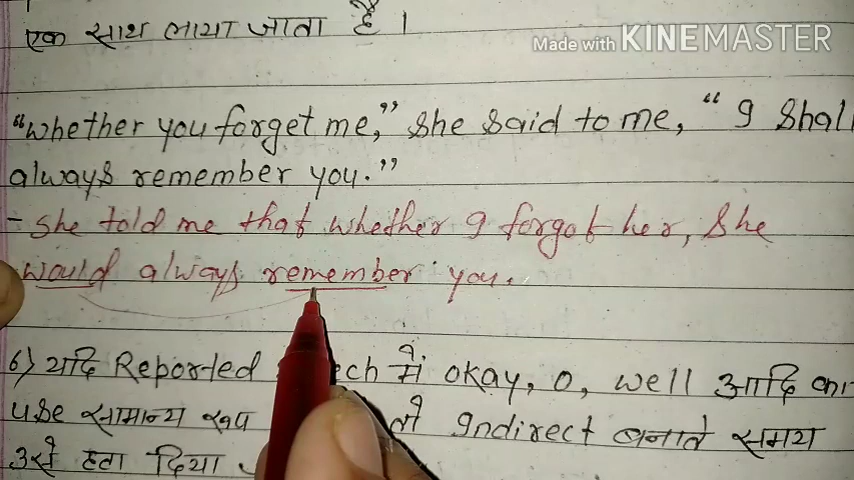 एक साथ लाया जाता है ।
Made with KINEMASTER
"whether you forget me," she said to me, "I shall
always remember you."
- She told me that whether I forgot her, she
would always remember you.
6) यदि Reported में okay, o, well आदि का
use सामान्य रूप तो Indirect बनाते समय
उसे हटा दिया